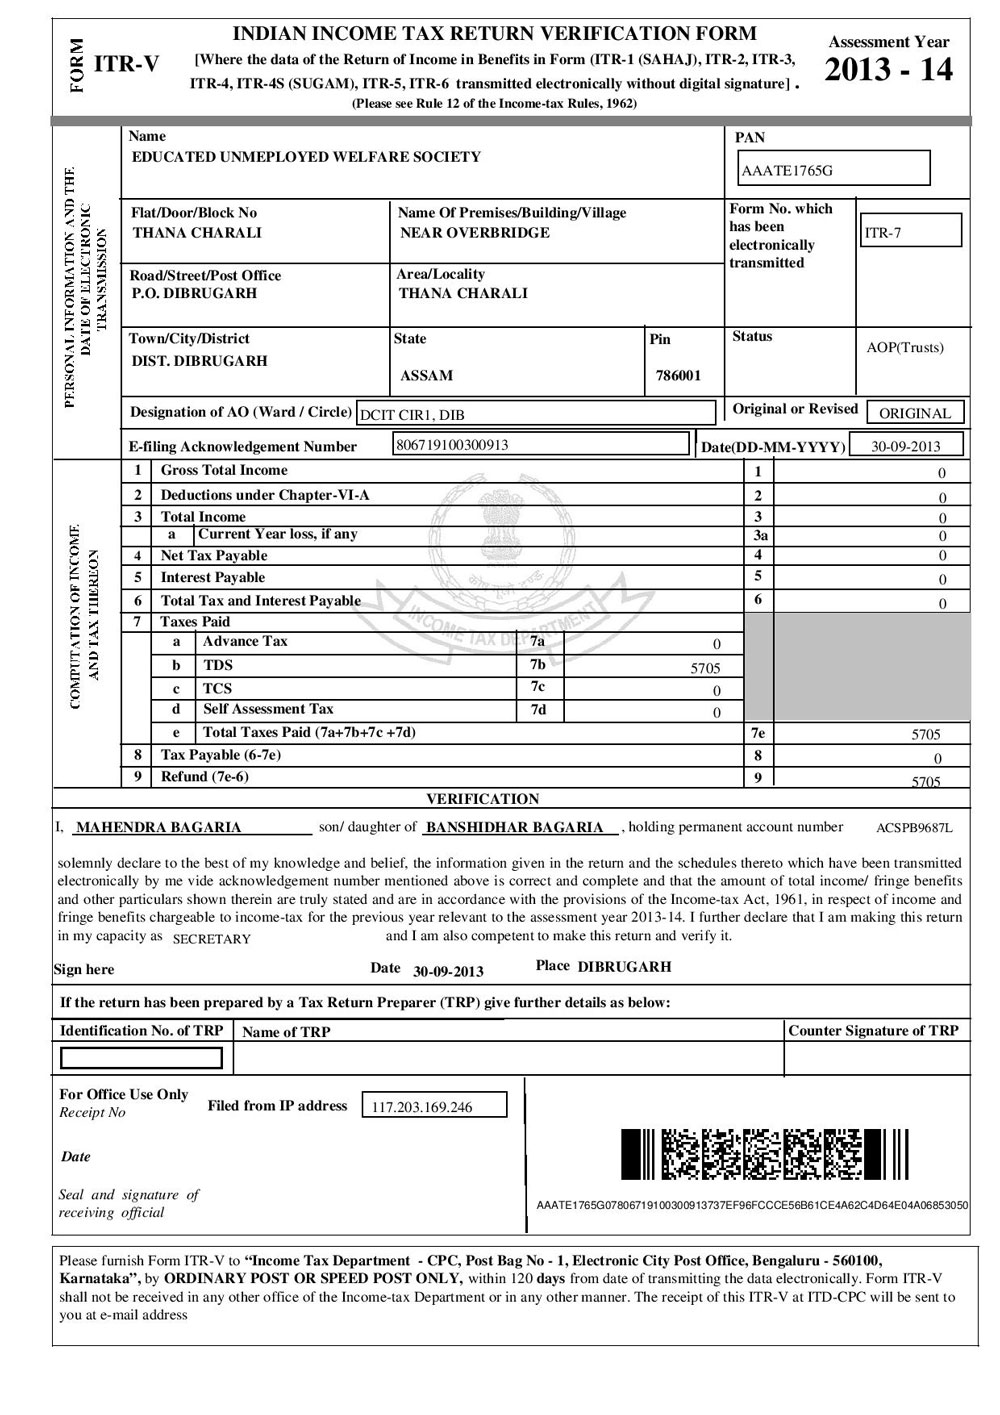 INDIAN INCOME TAX RETURN VERIFICATION FORM
FORM ITR-V
[Where the data of the Return of Income in Benefits in Form (ITR-1 (SAHAJ), ITR-2, ITR-3,
ITR-4, ITR-4S (SUGAM), ITR-5, ITR-6 transmitted electronically without digital signature] .
(Please see Rule 12 of the Income-tax Rules, 1962)
Assessment Year
2013 - 14
PERSONAL INFORMATION AND THE
DATE OF ELECTRONIC
TRANSMISSION
Name
EDUCATED UNMEPLOYED WELFARE SOCIETY
PAN
AAATE1765G
Flat/Door/Block No
THANA CHARALI
Name Of Premises/Building/Village
NEAR OVERBRIDGE
Form No. which
has been
electronically
transmitted
ITR-7
Road/Street/Post Office
P.O. DIBRUGARH
Area/Locality
THANA CHARALI
Town/City/District
DIST. DIBRUGARH
State
ASSAM
Pin
786001
Status
AOP(Trusts)
Designation of AO (Ward / Circle) DCIT CIR1, DIB
Original or Revised ORIGINAL
E-filing Acknowledgement Number 806719100300913
Date(DD-MM-YYYY) 30-09-2013
COMPUTATION OF INCOME
AND TAX THEREON
1 Gross Total Income 1 0
2 Deductions under Chapter-VI-A 2 0
3 Total Income 3 0
a Current Year loss, if any 3a 0
4 Net Tax Payable 4 0
5 Interest Payable 5 0
6 Total Tax and Interest Payable 6 0
7 Taxes Paid
a Advance Tax 7a 0
b TDS 7b 5705
c TCS 7c 0
d Self Assessment Tax 7d 0
e Total Taxes Paid (7a+7b+7c +7d) 7e 5705
8 Tax Payable (6-7e) 8 0
9 Refund (7e-6) 9 5705
INCOME TAX DEPARTMENT
VERIFICATION
I, MAHENDRA BAGARIA son/ daughter of BANSHIDHAR BAGARIA , holding permanent account number ACSPB9687L
solemnly declare to the best of my knowledge and belief, the information given in the return and the schedules thereto which have been transmitted
electronically by me vide acknowledgement number mentioned above is correct and complete and that the amount of total income/ fringe benefits
and other particulars shown therein are truly stated and are in accordance with the provisions of the Income-tax Act, 1961, in respect of income and
fringe benefits chargeable to income-tax for the previous year relevant to the assessment year 2013-14. I further declare that I am making this return
in my capacity as SECRETARY and I am also competent to make this return and verify it.
Sign here Date 30-09-2013 Place DIBRUGARH
If the return has been prepared by a Tax Return Preparer (TRP) give further details as below:
Identification No. of TRP Name of TRP Counter Signature of TRP
For Office Use Only
Receipt No
Filed from IP address 117.203.169.246
Date
Seal and signature of
receiving official
AAATE1765G07806719100300913737EF96FCCCE56B61CE4A62C4D64E04A06853050
Please furnish Form ITR-V to “Income Tax Department - CPC, Post Bag No - 1, Electronic City Post Office, Bengaluru - 560100,
Karnataka”, by ORDINARY POST OR SPEED POST ONLY, within 120 days from date of transmitting the data electronically. Form ITR-V
shall not be received in any other office of the Income-tax Department or in any other manner. The receipt of this ITR-V at ITD-CPC will be sent to
you at e-mail address